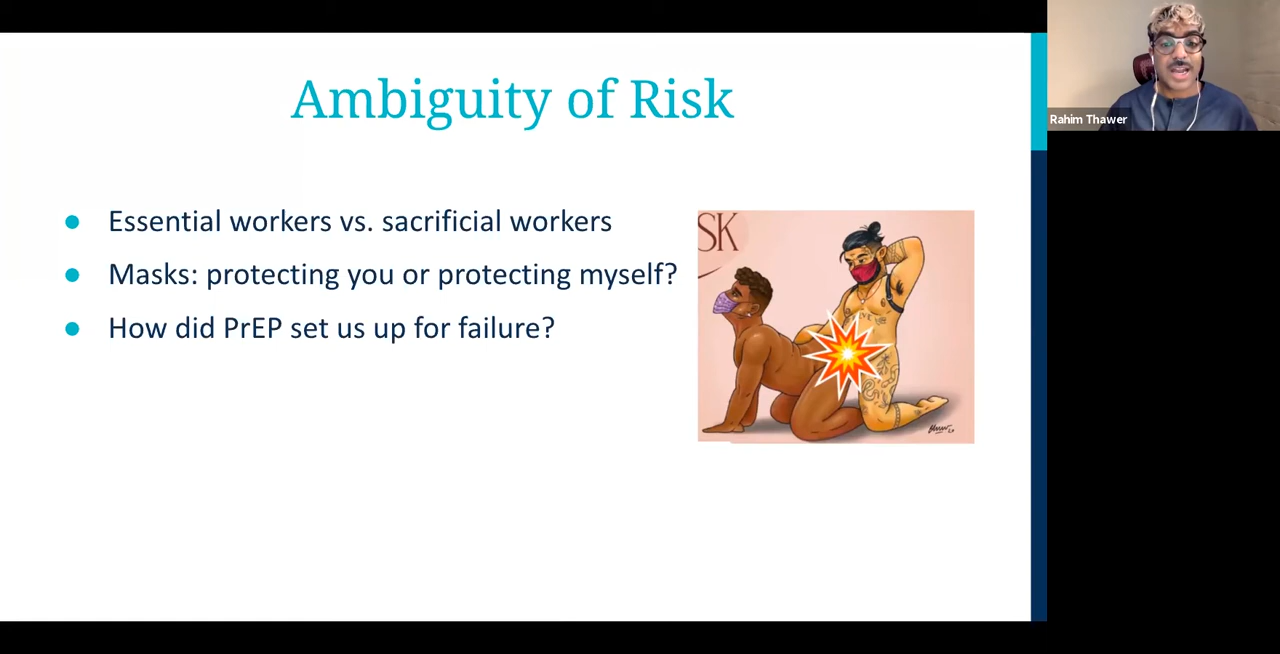 Ambiguity of Risk
Rahim Thawer
● Essential workers vs. sacrificial workers
● Masks: protecting you or protecting myself?
● How did PrEP set us up for failure?
SK